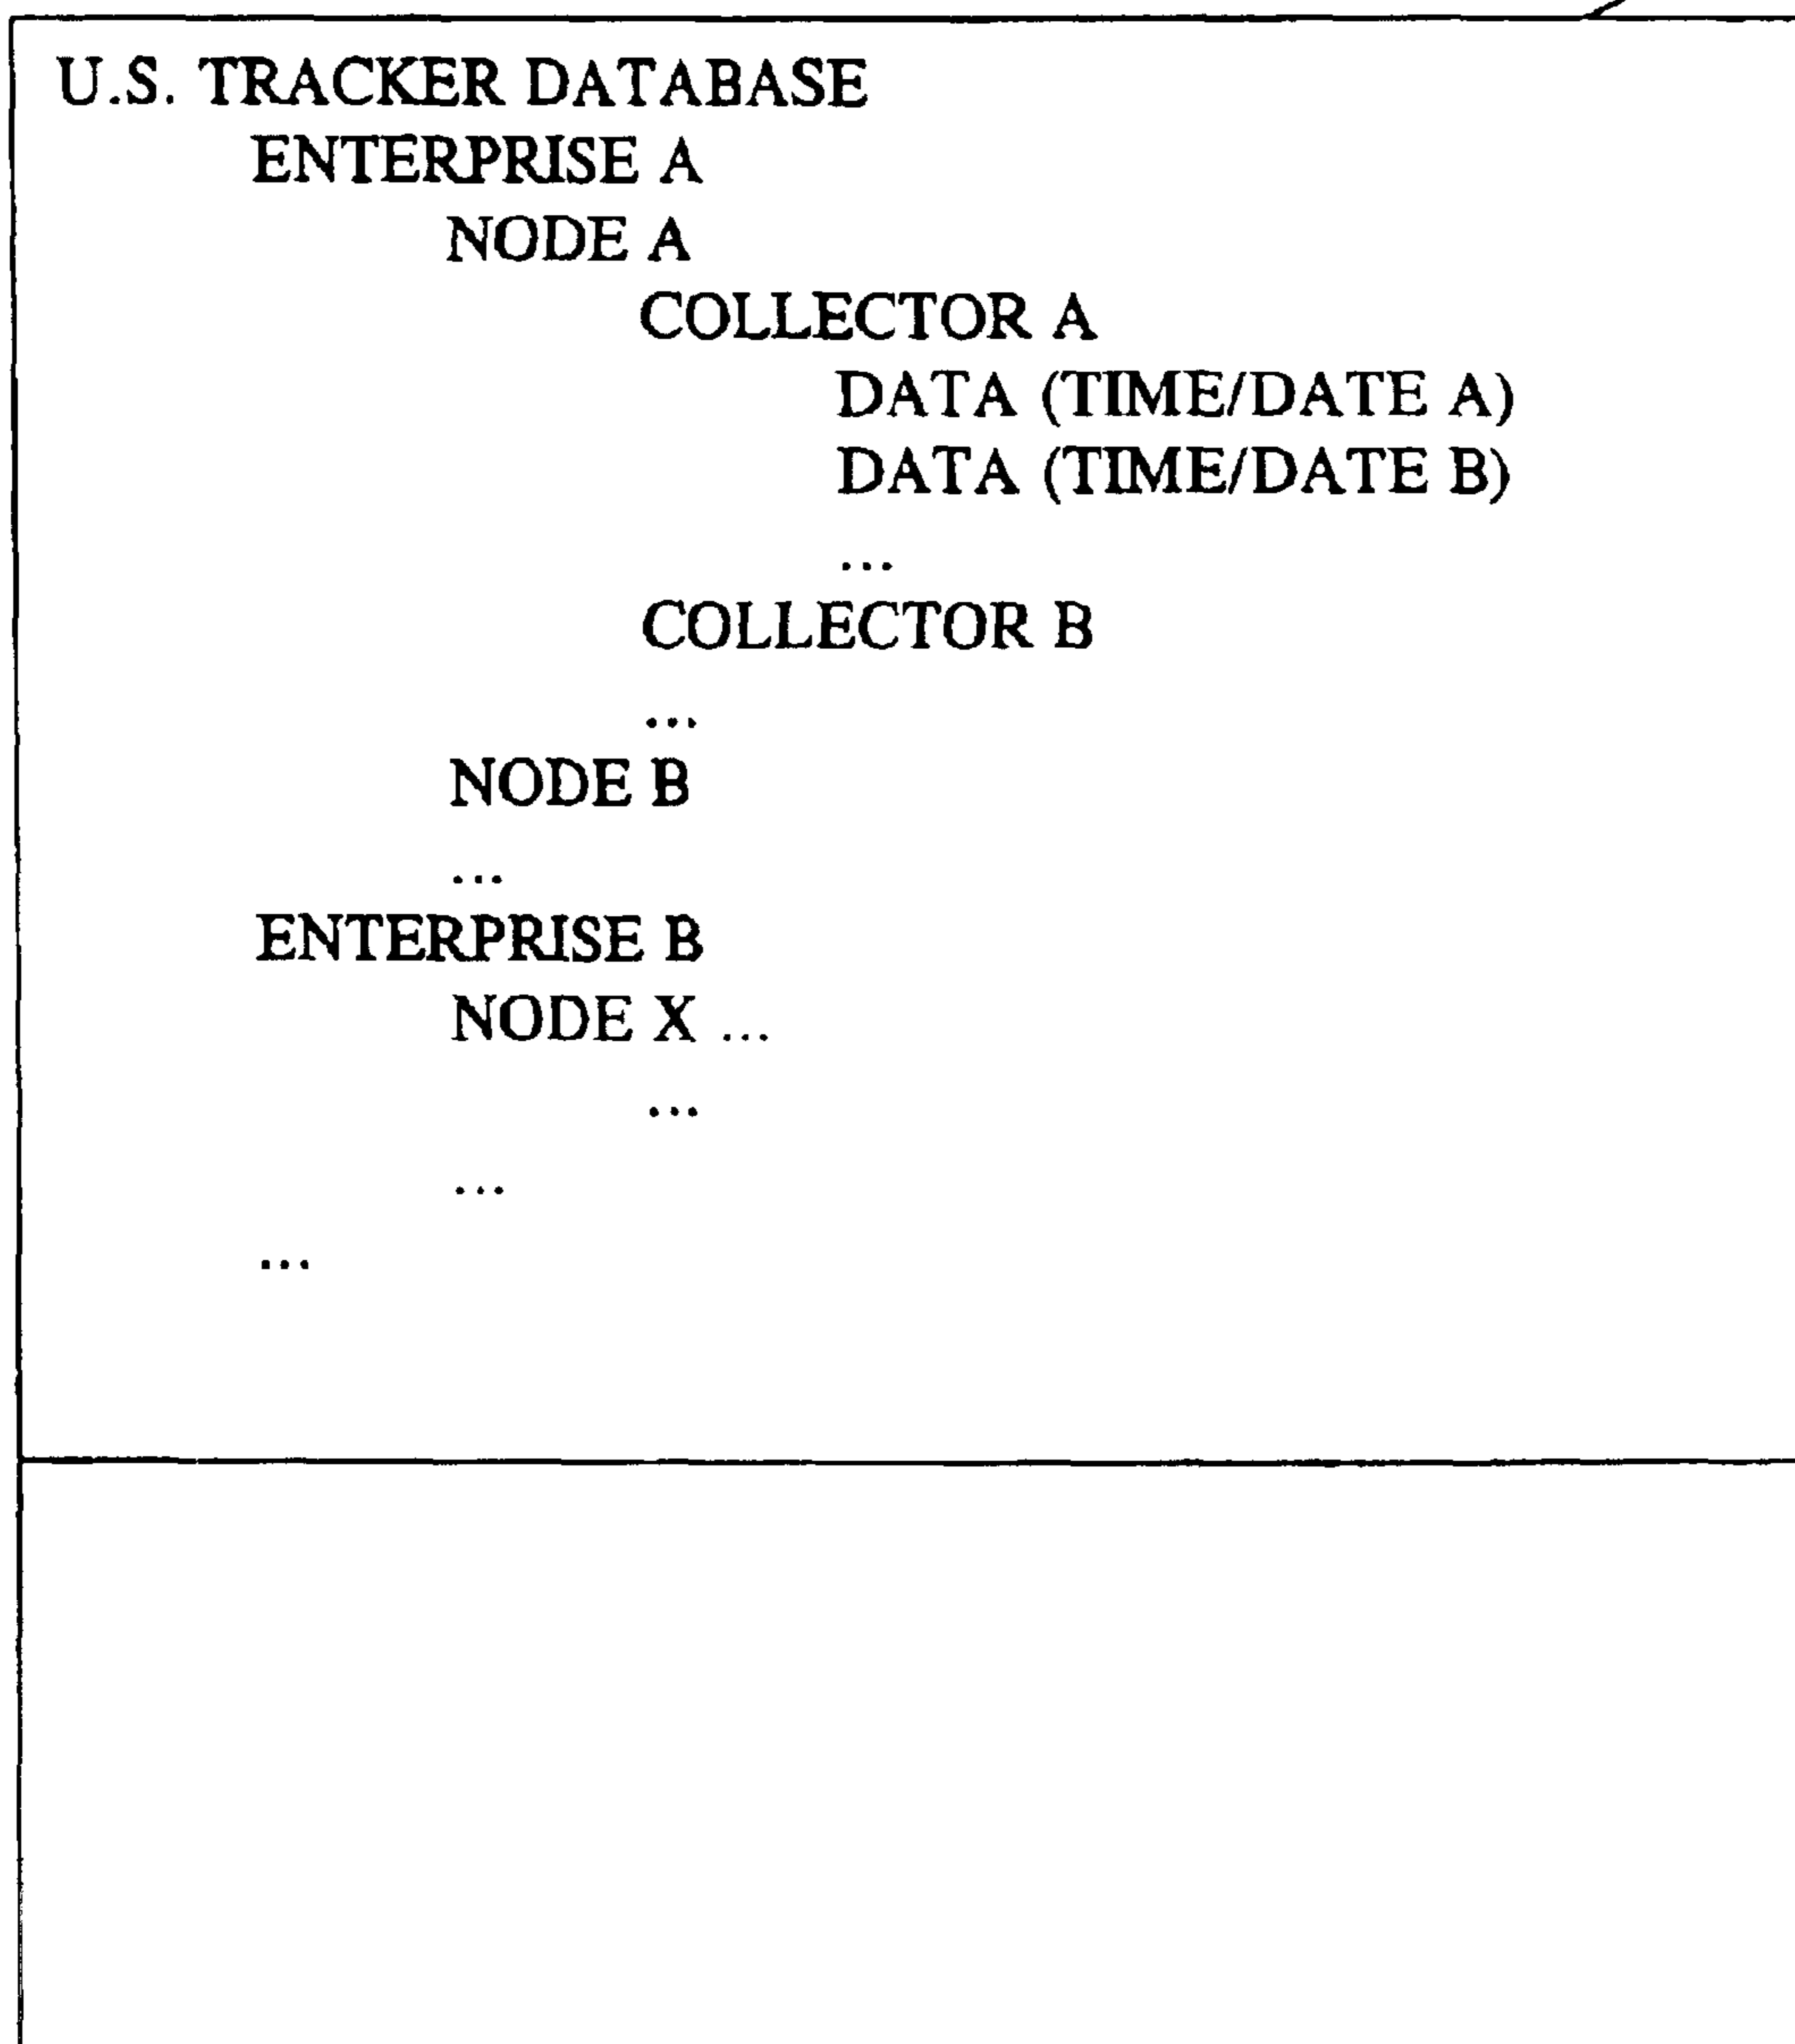 U.S. TRACKER DATABASE
ENTERPRISE A
NODE A
COLLECTOR A
DATA (TIME/DATE A)
DATA (TIME/DATE B)
...
COLLECTOR B
...
NODE B
...
ENTERPRISE B
NODE X ...
...
...
...